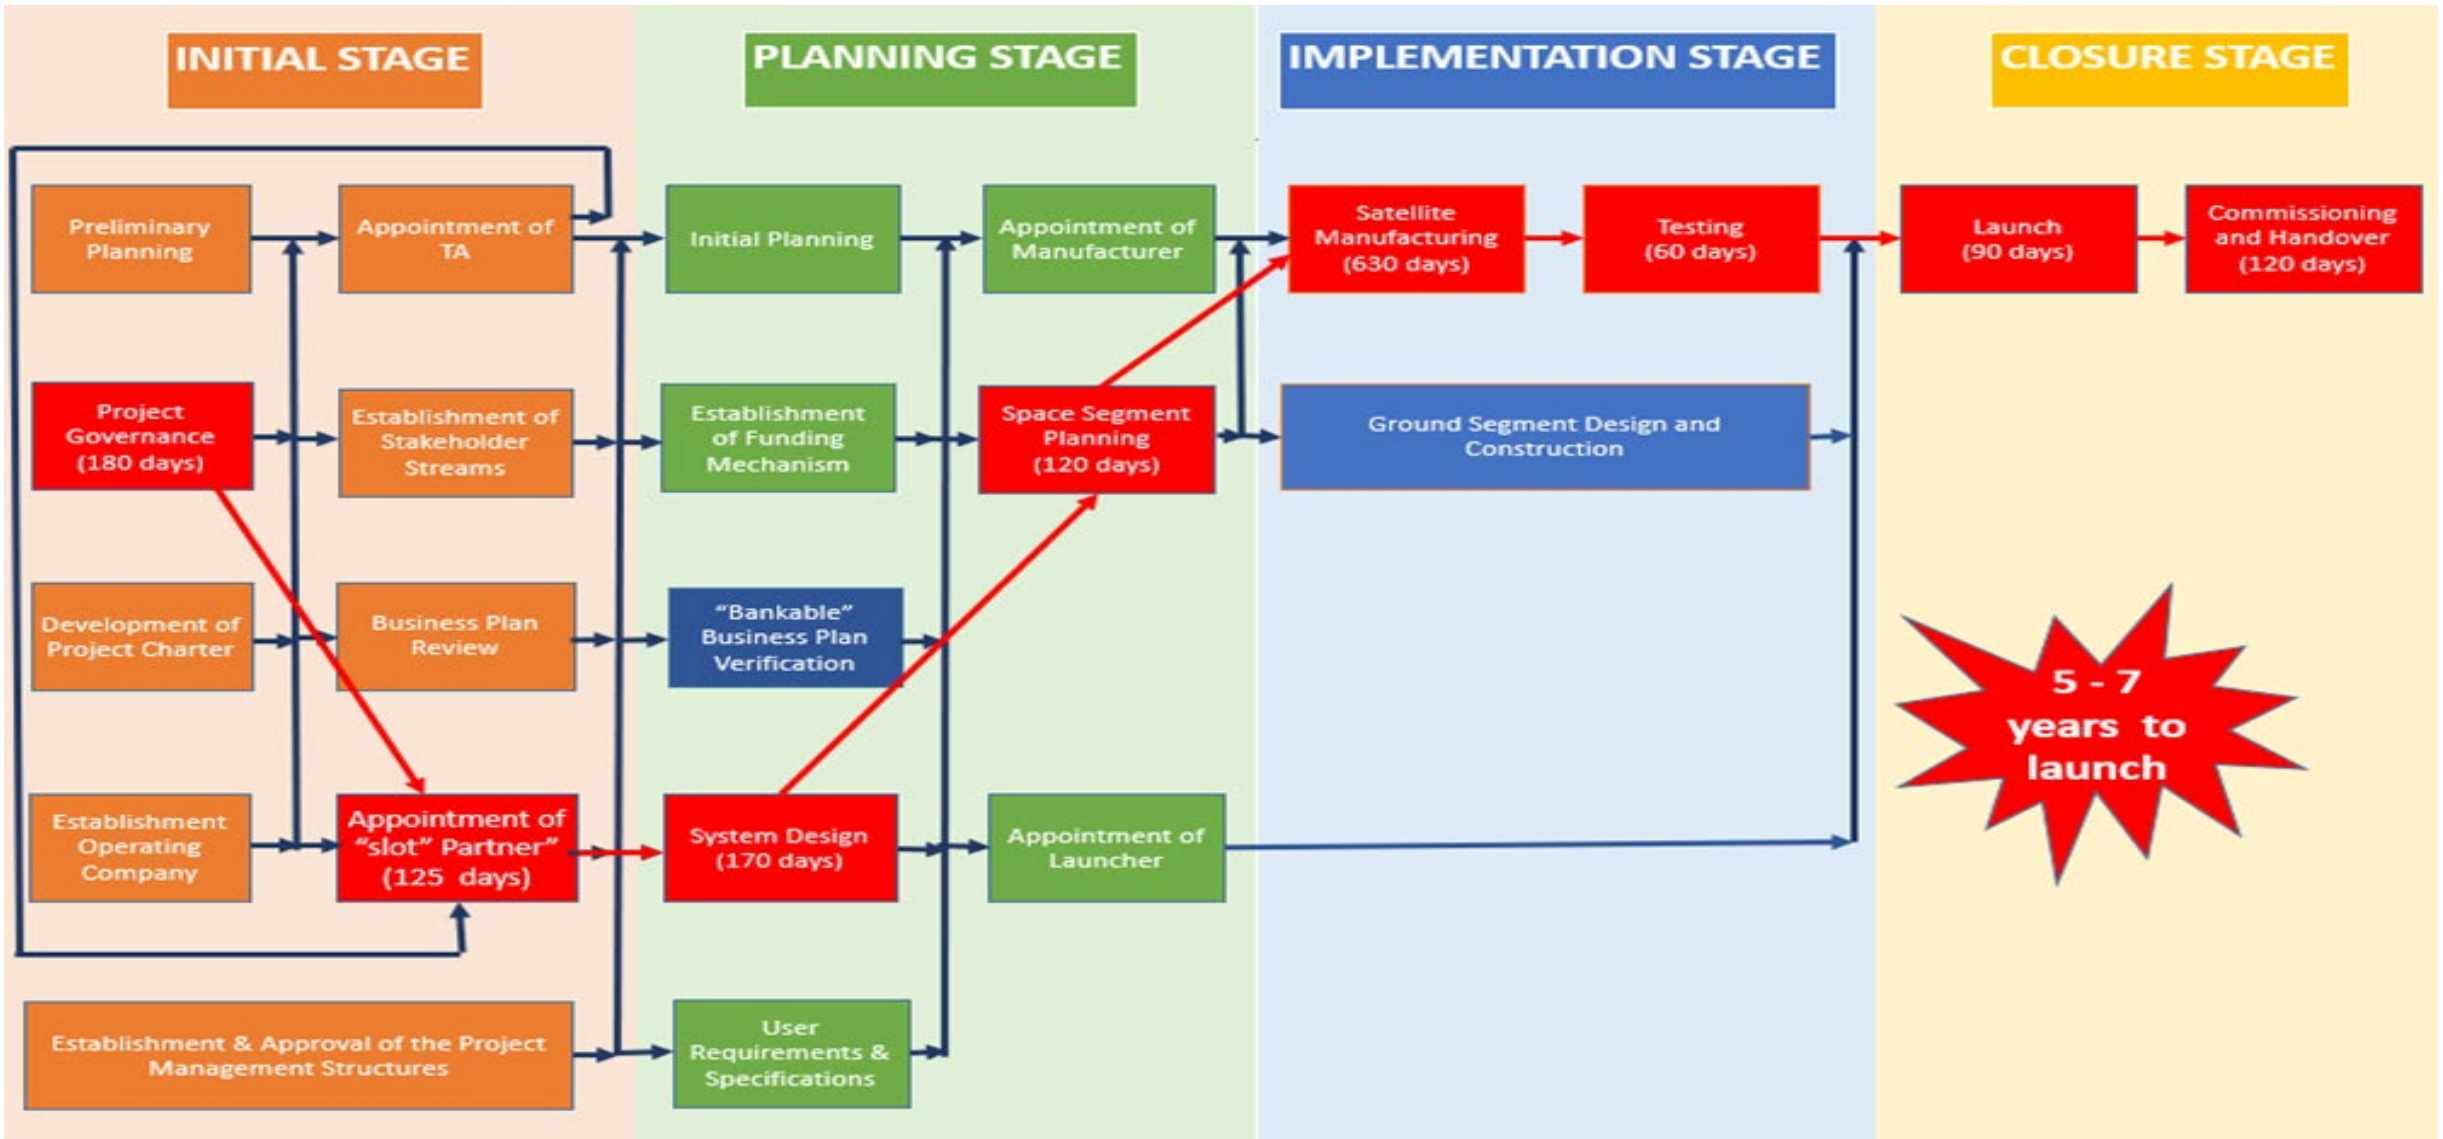 INITIAL STAGE
PLANNING STAGE
IMPLEMENTATION STAGE
CLOSURE STAGE
Preliminary
Planning
Appointment of
TA
Initial Planning
Appointment of
Manufacturer
Satellite
Manufacturing
(630 days)
Testing
(60 days)
Launch
(90 days)
Commissioning
and Handover
(120 days)
Project
Governance
(180 days)
Establishment of
Stakeholder
Streams
Establishment
of Funding
Mechanism
Space Segment
Planning
(120 days)
Ground Segment Design and
Construction
Development of
Project Charter
Business Plan
Review
“Bankable”
Business Plan
Verification
5 - 7
years to
launch
Establishment
Operating
Company
Appointment of
“slot” Partner”
(125 days)
System Design
(170 days)
Appointment of
Launcher
Establishment & Approval of the Project
Management Structures
User
Requirements &
Specifications